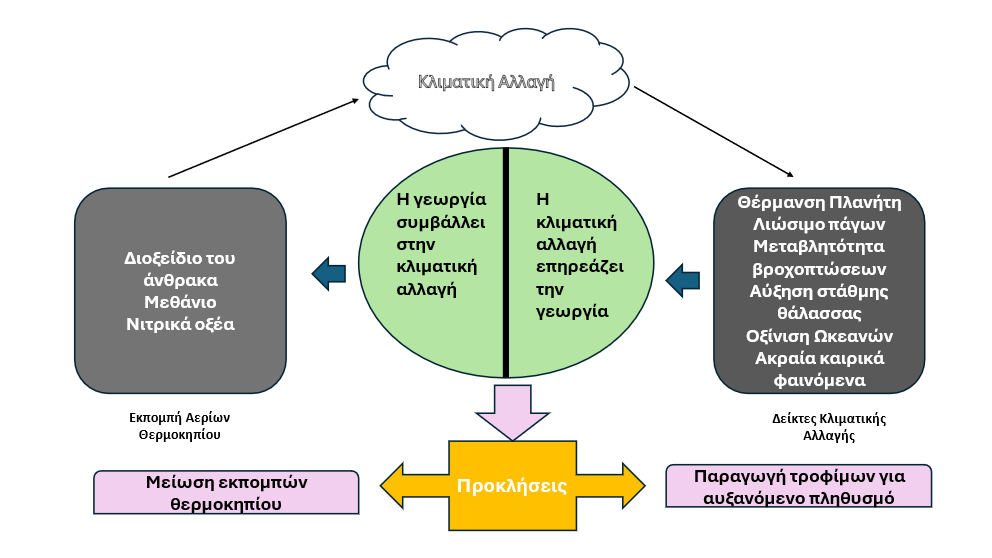 Κλιματική Αλλαγή
Η γεωργία
συμβάλλει
στην
κλιματική
αλλαγή
Η
κλιματική
αλλαγή
επηρεάζει
την
γεωργία
Διοξείδιο του
άνθρακα
Μεθάνιο
Νιτρικά οξέα
Θέρμανση Πλανήτη
Λιώσιμο πάγων
Μεταβλητότητα
βροχοπτώσεων
Αύξηση στάθμης
θάλασσας
Οξίνιση Ωκεανών
Ακραία καιρικά
φαινόμενα
Εκπομπή Αερίων
Θερμοκηπίου
Δείκτες Κλιματικής
Αλλαγής
Μείωση εκπομπών
θερμοκηπίου
Προκλήσεις
Παραγωγή τροφίμων για
αυξανόμενο πληθυσμό